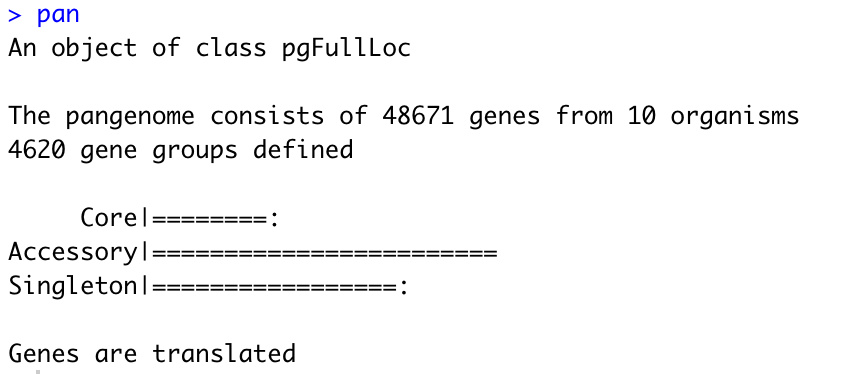 > pan
An object of class pgFullLoc
The pangenome consists of 48671 genes from 10 organisms
4620 gene groups defined
Core|========:
Accessory|========================
Singleton|=================:
Genes are translated